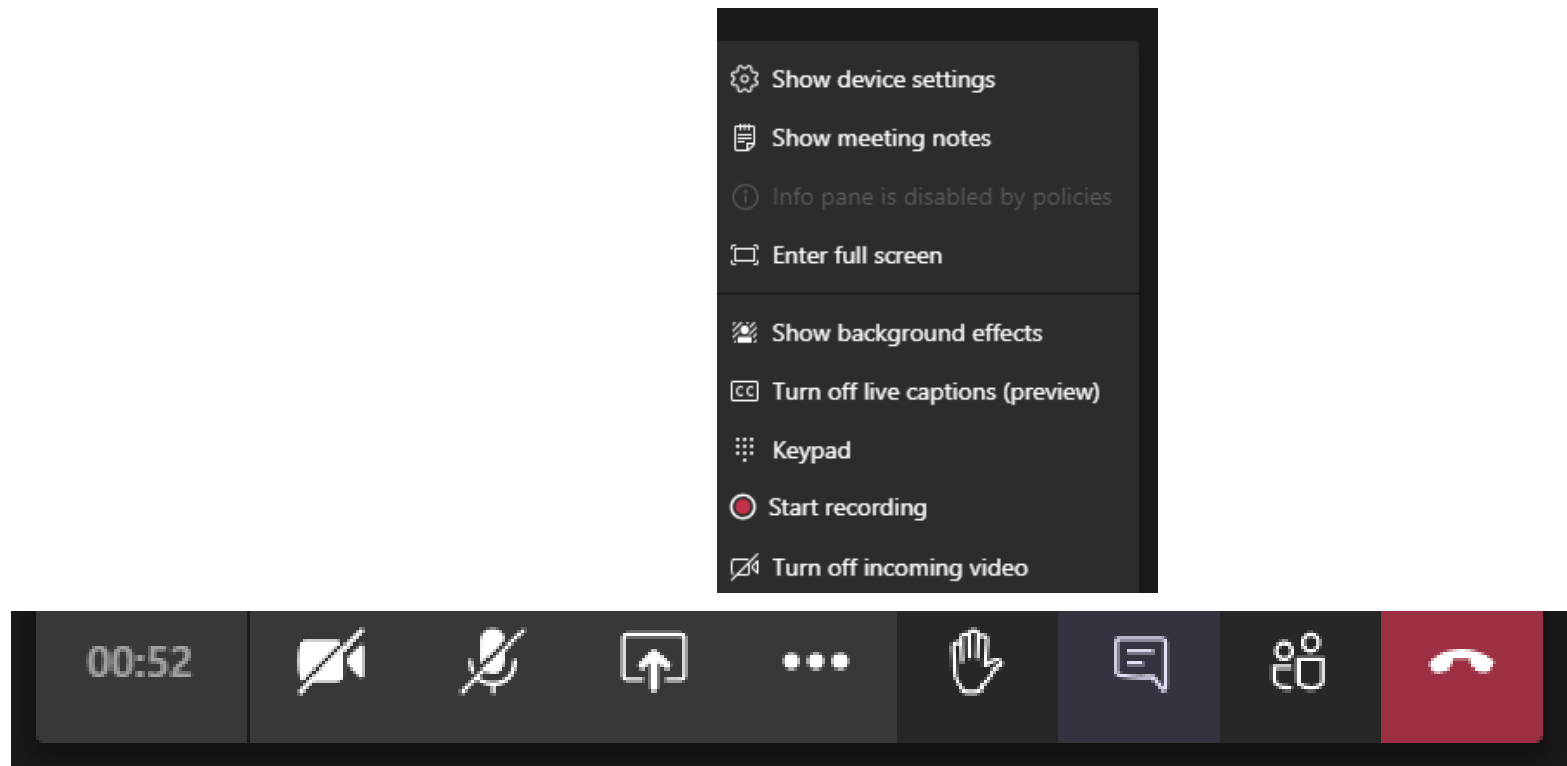 Show device settings
Show meeting notes
Info pane is disabled by policies
Enter full screen
Show background effects
CC Turn off live captions (preview)
Keypad
Start recording
Turn off incoming video
00:52